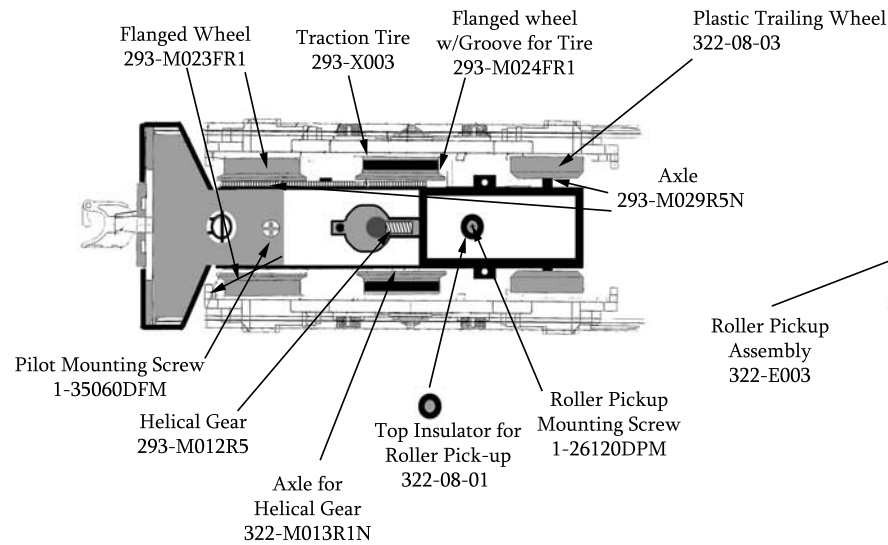 Flanged Wheel
293-M023FR1
Traction Tire
293-X003
Flanged wheel
w/Groove for Tire
293-M024FR1
Plastic Trailing Wheel
322-08-03
Axle
293-M029R5N
Roller Pickup
Assembly
322-E003
Pilot Mounting Screw
1-35060DFM
Helical Gear
293-M012R5
Axle for
Helical Gear
322-M013R1N
Top Insulator for
Roller Pick-up
322-08-01
Roller Pickup
Mounting Screw
1-26120DPM